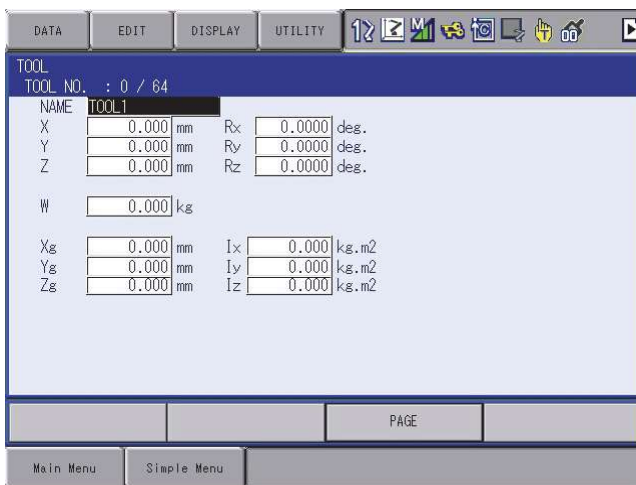 DATA EDIT DISPLAY UTILITY
TOOL
TOOL NO. : 0 / 64
NAME TOOL1
X 0.000 mm Rx 0.0000 deg.
Y 0.000 mm Ry 0.0000 deg.
Z 0.000 mm Rz 0.0000 deg.
W 0.000 kg
Xg 0.000 mm Ix 0.000 kg.m2
Yg 0.000 mm Iy 0.000 kg.m2
Zg 0.000 mm Iz 0.000 kg.m2
PAGE
Main Menu Simple Menu